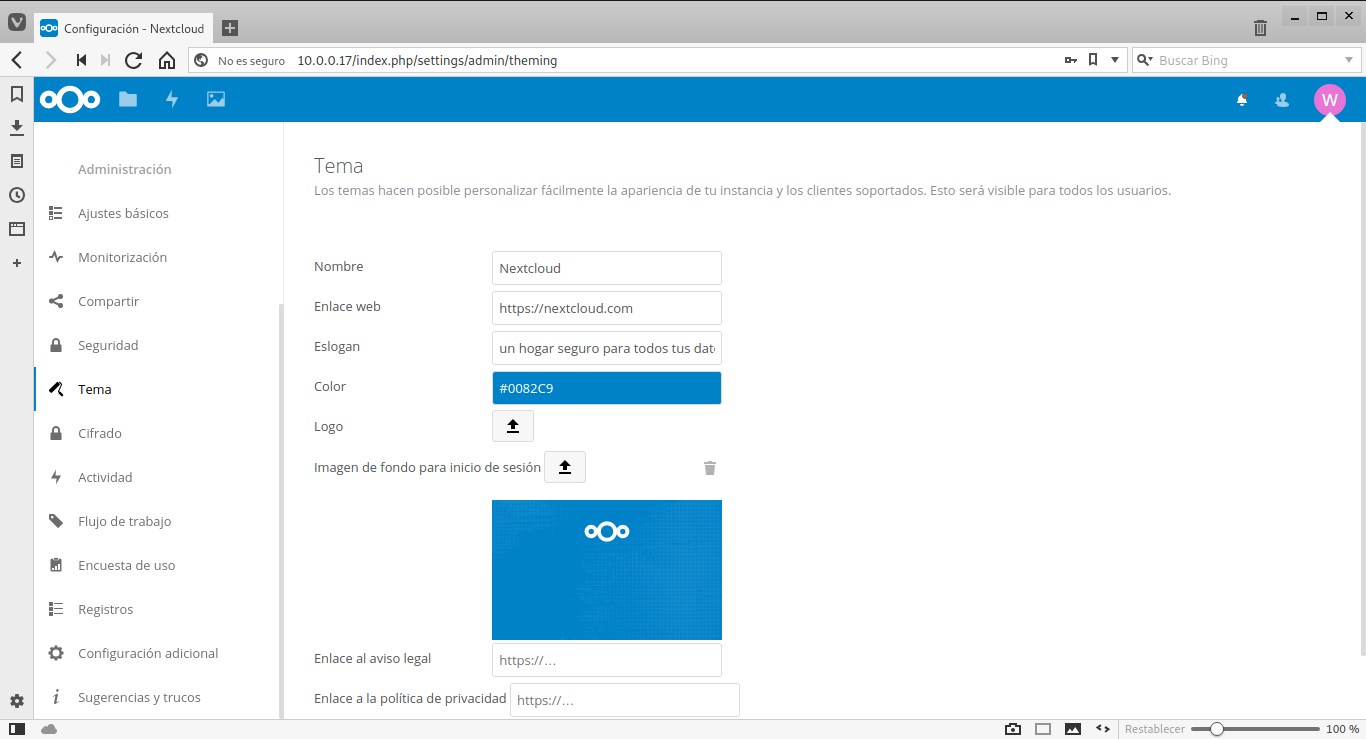 Configuración - Nextcloud
No es seguro 10.0.0.17/index.php/settings/admin/theming
Buscar Bing
W
Administración
Ajustes básicos
Monitorización
Compartir
Seguridad
Tema
Cifrado
Actividad
Flujo de trabajo
Encuesta de uso
Registros
Configuración adicional
Sugerencias y trucos
Tema
Los temas hacen posible personalizar fácilmente la apariencia de tu instancia y los clientes soportados. Esto será visible para todos los usuarios.
Nombre Nextcloud
Enlace web https://nextcloud.com
Eslogan un hogar seguro para todos tus dat
Color #0082C9
Logo
Imagen de fondo para inicio de sesión
Enlace al aviso legal https://…
Enlace a la política de privacidad https://…
Restablecer 100 %